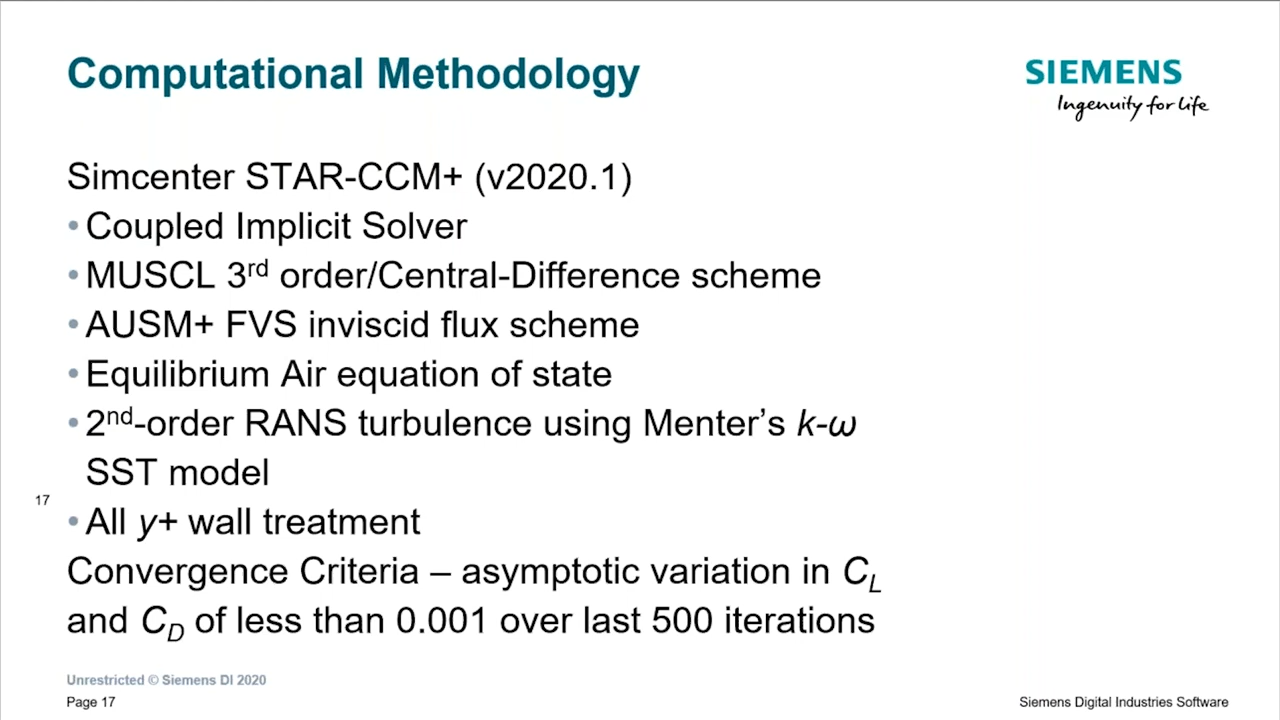 Computational Methodology
SIEMENS
Ingenuity for life
Simcenter STAR-CCM+ (v2020.1)
• Coupled Implicit Solver
• MUSCL 3rd order/Central-Difference scheme
• AUSM+ FVS inviscid flux scheme
• Equilibrium Air equation of state
• 2nd-order RANS turbulence using Menter’s k-ω
SST model
17
• All y+ wall treatment
Convergence Criteria – asymptotic variation in CL
and CD of less than 0.001 over last 500 iterations
Unrestricted © Siemens DI 2020
Page 17
Siemens Digital Industries Software